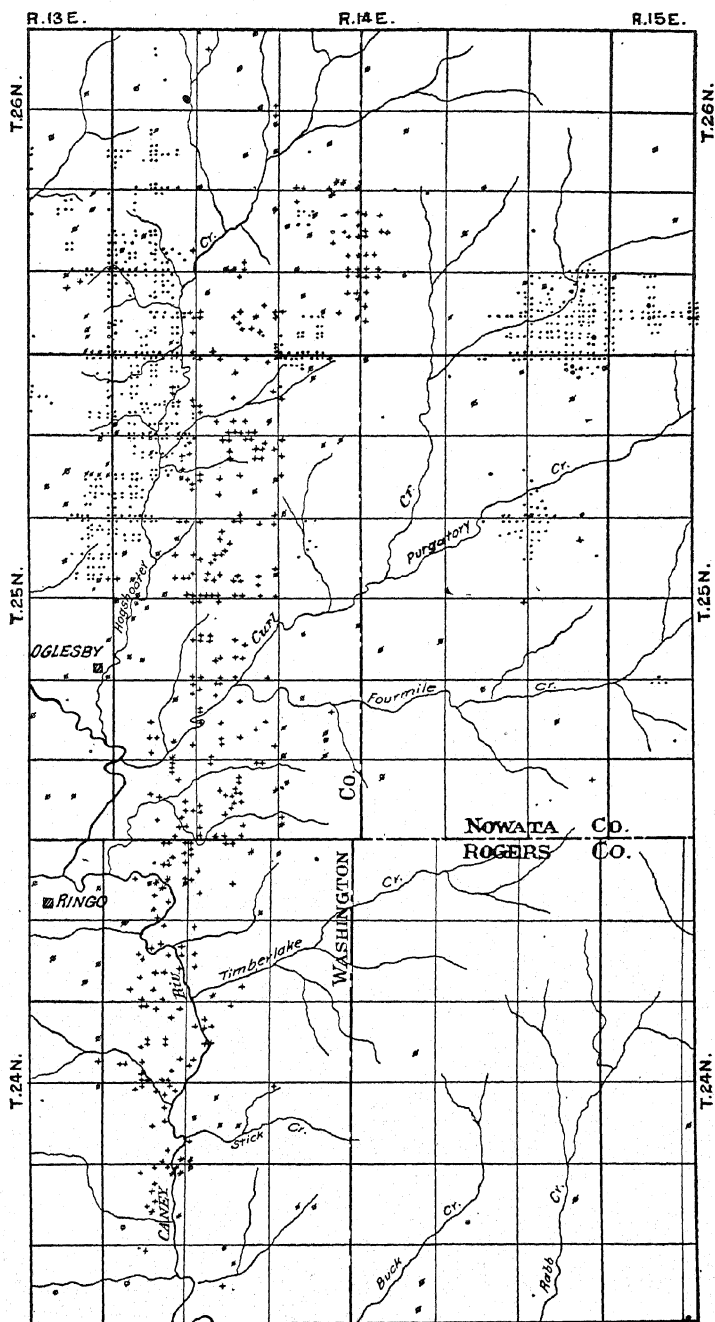 R.13E. R.14E. R.15E.
T.26N. T.26N.
Cr.
Cr.
Cr.
Purgatory
Hogshooter
T.25N. T.25N.
Curl
OGLESBY
Fourmile Cr.
Co.
NOWATA Co.
ROGERS Co.
Cr.
RINGO
WASHINGTON
Timberlake
Riv.
T.24N. T.24N.
Stick Cr.
CANEY
Cr.
Cr.
Buck
Rabb